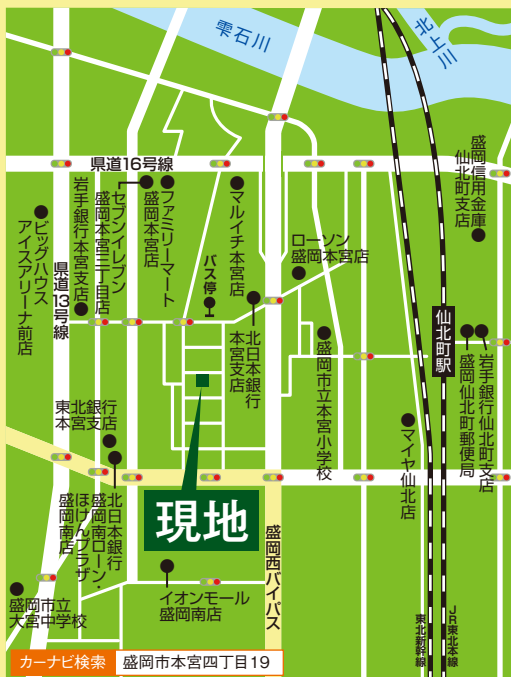 雫石川
北上川
県道16号線
盛岡信用金庫
仙北町支店
ビッグハウス
アイスアリーナ前店
県道13号線
岩手銀行本宮支店
セブンイレブン
盛岡本宮三丁目店
ファミリーマート
盛岡本宮店
マルイチ本宮店
バス停
ローソン
盛岡本宮店
北日本銀行
本宮支店
盛岡市立本宮小学校
仙北町駅
岩手銀行仙北町支店
盛岡仙北町郵便局
マイヤ仙北店
東北銀行
本宮支店
北日本銀行
盛岡南ローン・
ほけんプラザ
盛岡南店
現地
盛岡西バイパス
イオンモール
盛岡南店
盛岡市立
大宮中学校
東北新幹線
JR東北本線
カーナビ検索 盛岡市本宮四丁目19